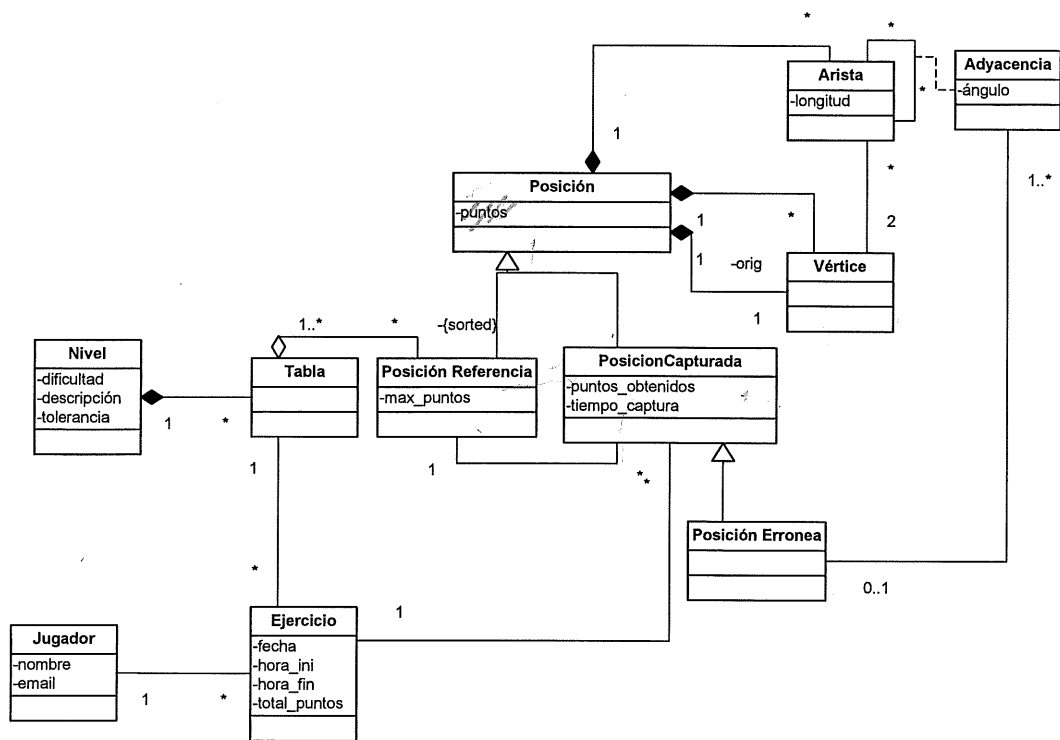 *
*
Arista
-longitud
*
Adyacencia
-ángulo
1
Posición
-puntos
1
*
*
2
1..*
1
-orig
1
Vértice
1..*
*
-{sorted}
Nivel
-dificultad
-descripción
-tolerancia
1
*
Tabla
Posición Referencia
-max_puntos
PosicionCapturada
-puntos_obtenidos
-tiempo_captura
1
1
*
*
Posición Erronea
0..1
*
1
Jugador
-nombre
-email
1
*
Ejercicio
-fecha
-hora_ini
-hora_fin
-total_puntos